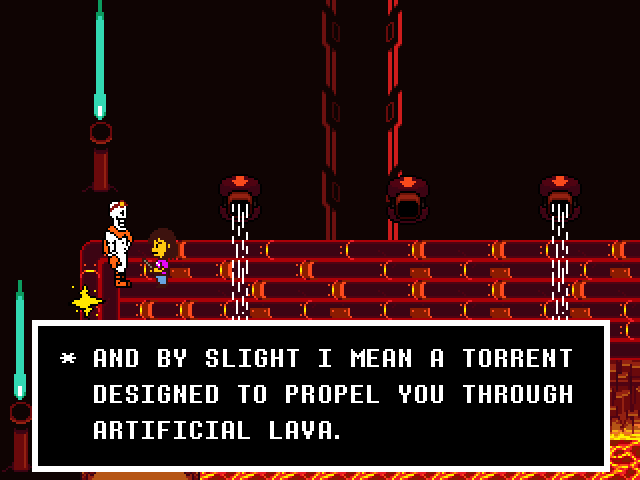 * AND BY SLIGHT I MEAN A TORRENT
DESIGNED TO PROPEL YOU THROUGH
ARTIFICIAL LAVA.